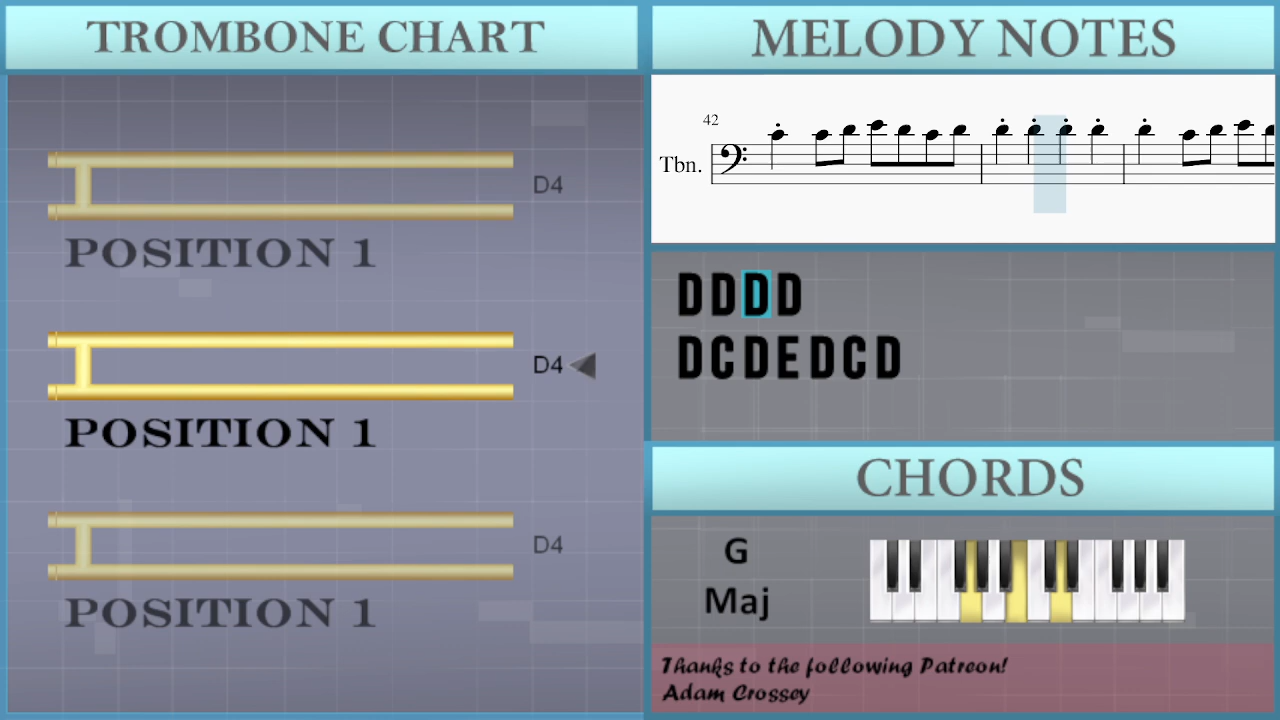 TROMBONE CHART
D4
POSITION 1
D4
POSITION 1
D4
POSITION 1
MELODY NOTES
42
Tbn.
DDDD
DCDEDCD
CHORDS
G
Maj
Thanks to the following Patreon!
Adam Crossey